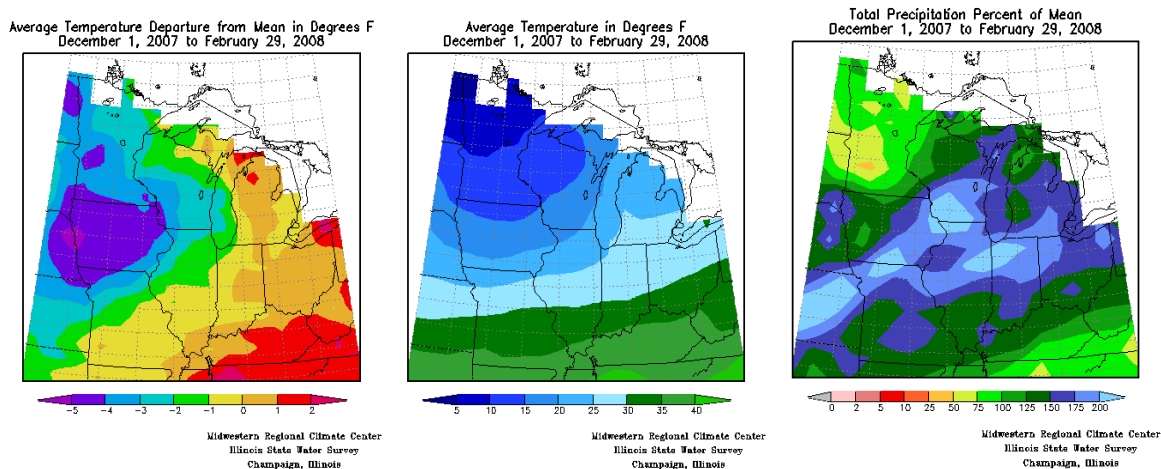 Average Temperature Departure from Mean in Degrees F
December 1, 2007 to February 29, 2008
-5 -4 -3 -2 -1 0 1 2
Midwestern Regional Climate Center
Illinois State Water Survey
Champaign, Illinois
Average Temperature in Degrees F
December 1, 2007 to February 29, 2008
5 10 15 20 25 30 35 40
Midwestern Regional Climate Center
Illinois State Water Survey
Champaign, Illinois
Total Precipitation Percent of Mean
December 1, 2007 to February 29, 2008
0 2 5 10 25 50 75 100 125 150 175 200
Midwestern Regional Climate Center
Illinois State Water Survey
Champaign, Illinois